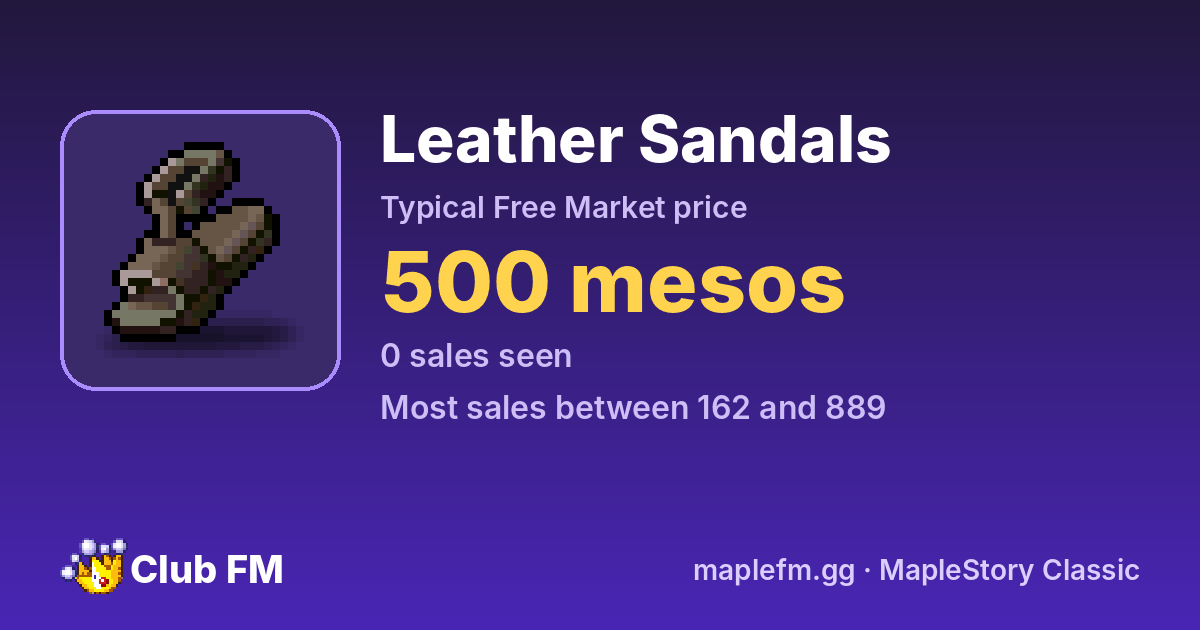 Leather Sandals
Typical Free Market price
500 mesos
0 sales seen
Most sales between 162 and 889
Club FM
maplefm.gg · MapleStory Classic